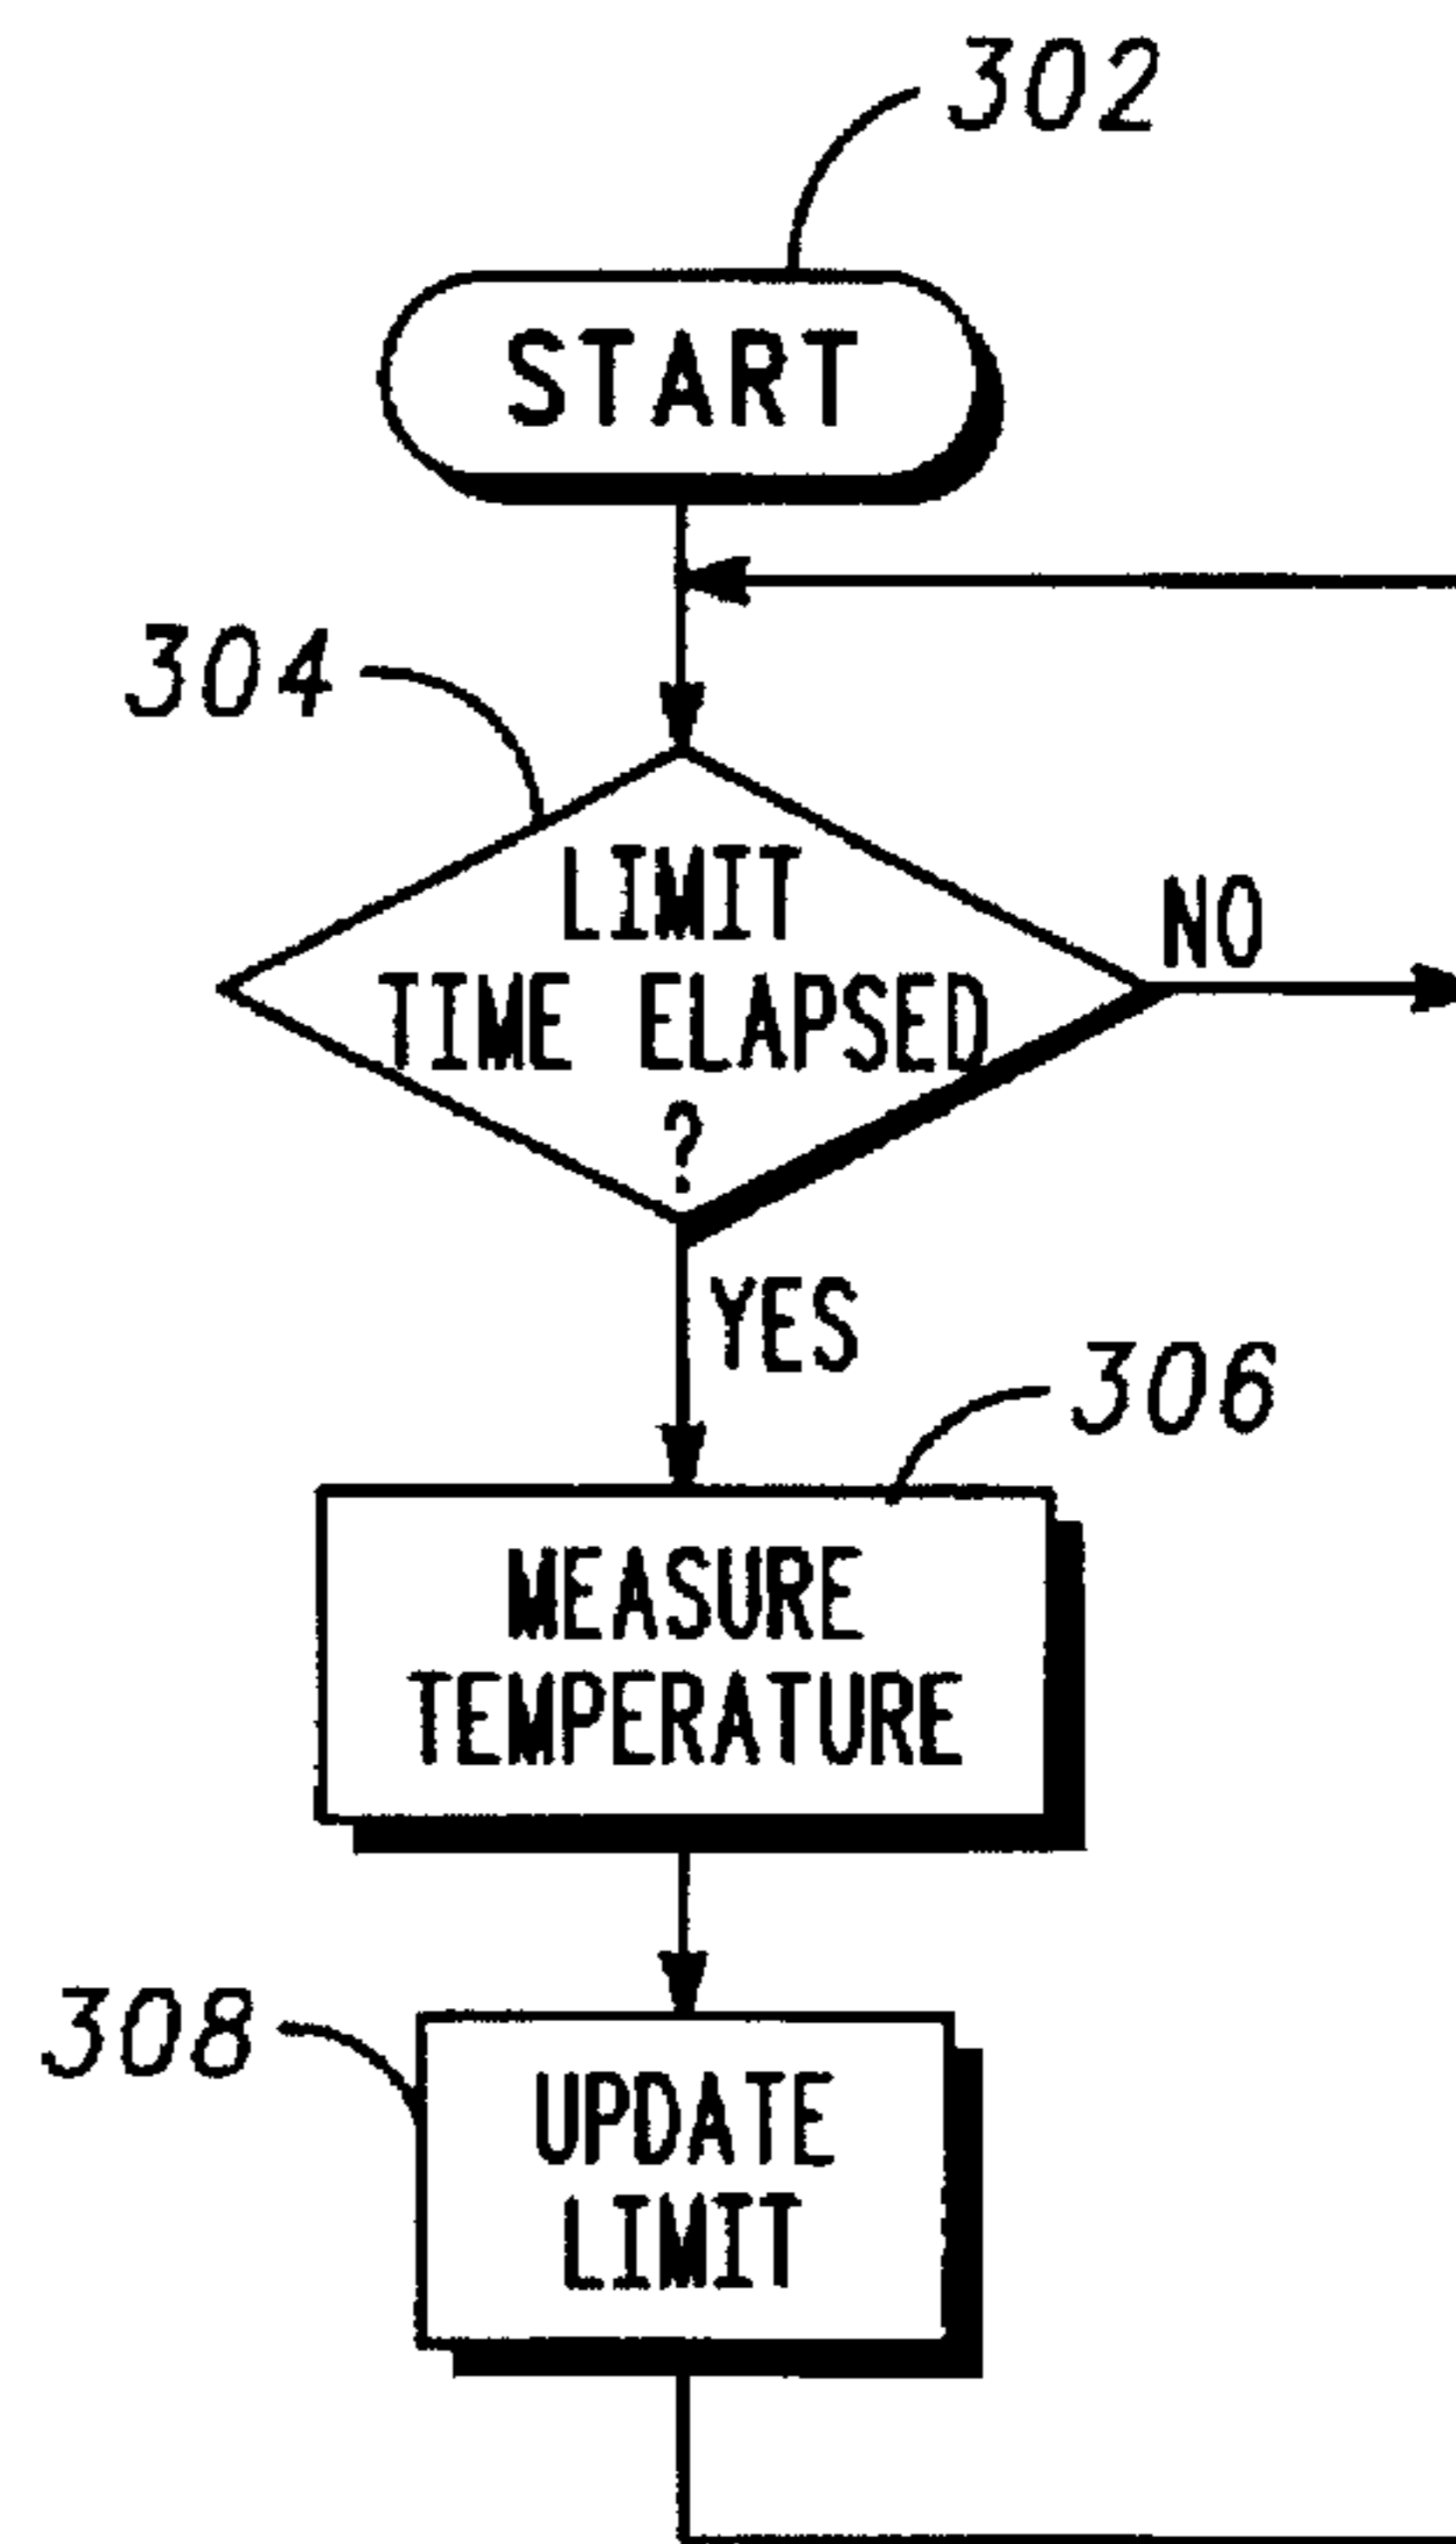 302
START
304
LIMIT
TIME ELAPSED
?
NO
YES
306
MEASURE
TEMPERATURE
308
UPDATE
LIMIT